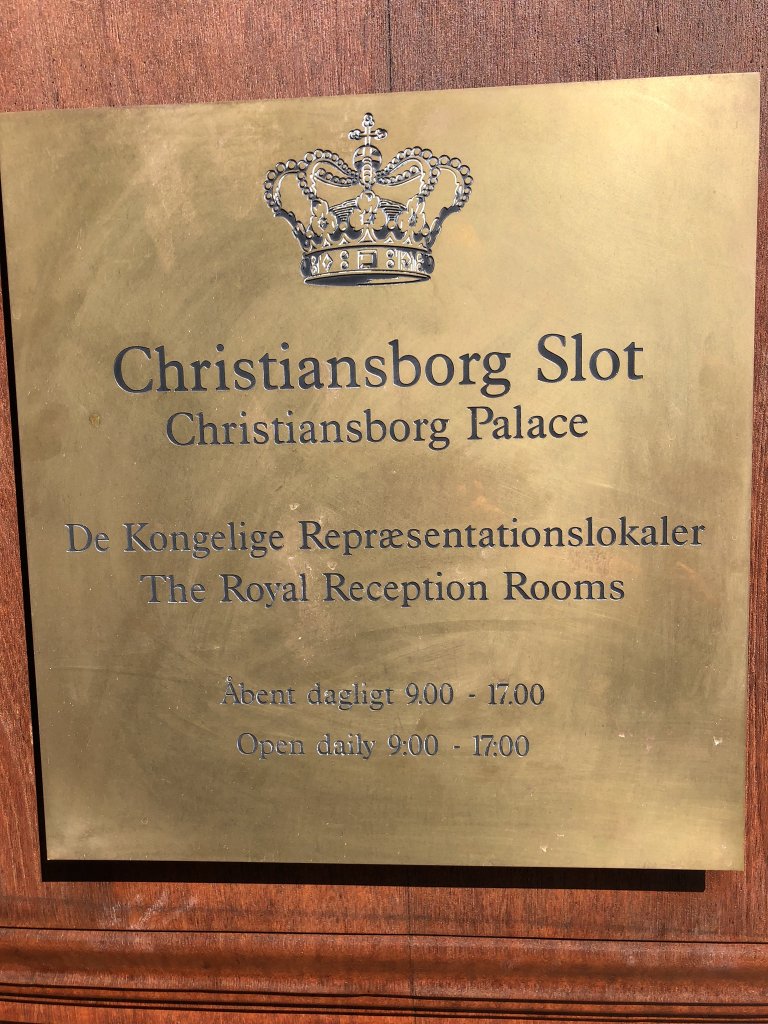 Christiansborg Slot
Christiansborg Palace
De Kongelige Repræsentationslokaler
The Royal Reception Rooms
Åbent dagligt 9.00 - 17.00
Open daily 9:00 - 17:00